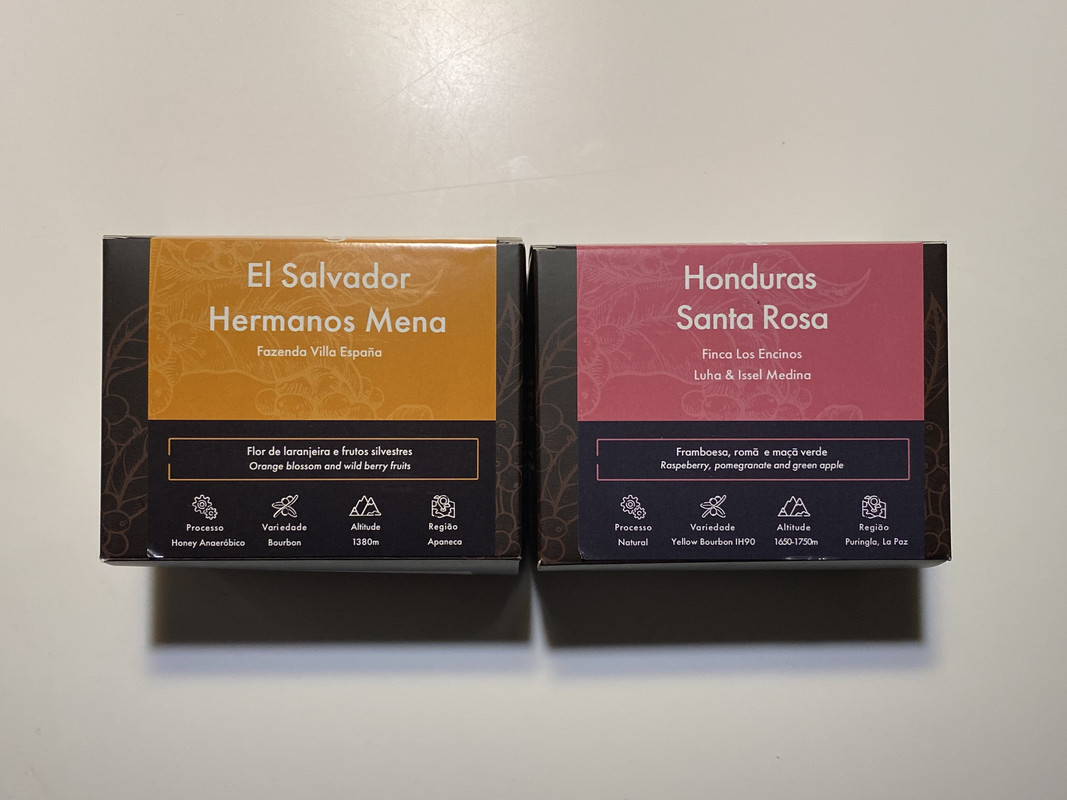 El Salvador
Hermanos Mena
Fazenda Villa España
Flor de laranjeira e frutos silvestres
Orange blossom and wild berry fruits
Processo Variedade Altitude Região
Honey Anaeróbico Bourbon 1380m Apaneca
Honduras
Santa Rosa
Finca Los Encinos
Luha & Issel Medina
Framboesa, romã e maçã verde
Raspeberry, pomegranate and green apple
Processo Variedade Altitude Região
Natural Yellow Bourbon IH90 1650-1750m Puringla, La Paz